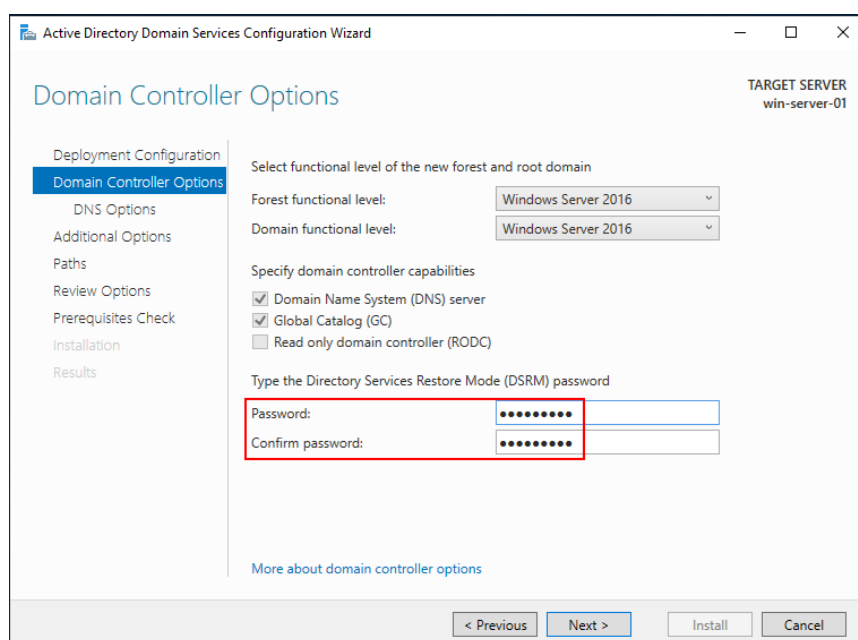 Active Directory Domain Services Configuration Wizard
Domain Controller Options
TARGET SERVER
win-server-01
Deployment Configuration
Domain Controller Options
DNS Options
Additional Options
Paths
Review Options
Prerequisites Check
Installation
Results
Select functional level of the new forest and root domain
Forest functional level: Windows Server 2016
Domain functional level: Windows Server 2016
Specify domain controller capabilities
Domain Name System (DNS) server
Global Catalog (GC)
Read only domain controller (RODC)
Type the Directory Services Restore Mode (DSRM) password
Password: •••••••••
Confirm password: •••••••••
More about domain controller options
< Previous Next > Install Cancel